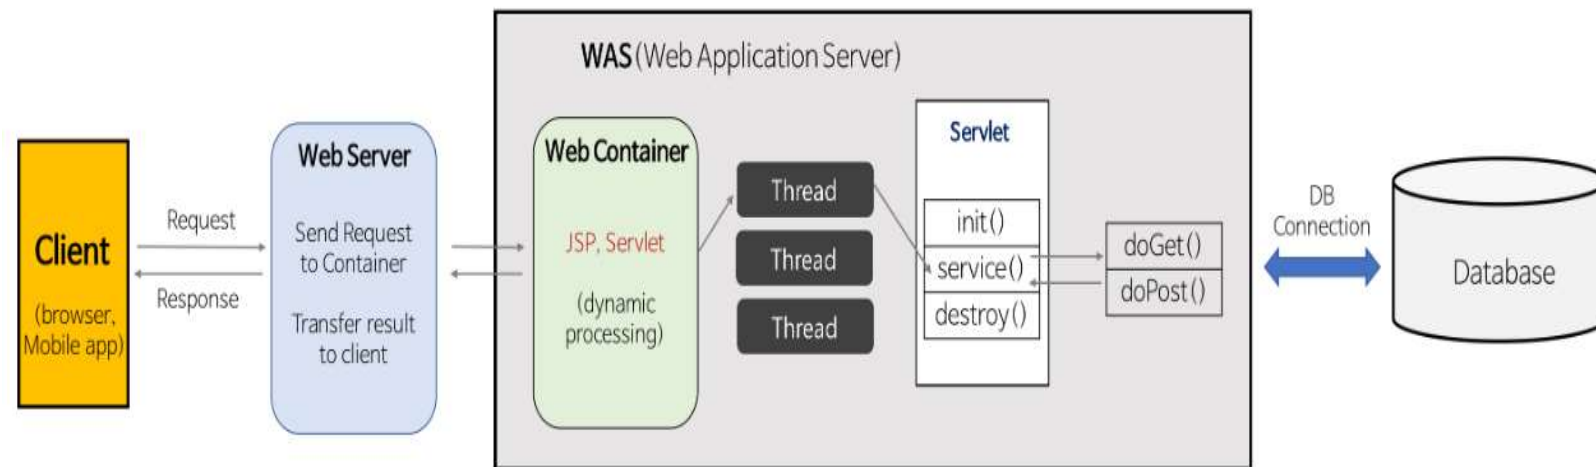 WAS(Web Application Server)
Client
(browser,
Mobile app)
Request
Response
Web Server
Send Request
to Container
Transfer result
to client
Web Container
JSP, Servlet
(dynamic
processing)
Thread
Thread
Thread
Servlet
init()
service()
destroy()
doGet()
doPost()
DB
Connection
Database